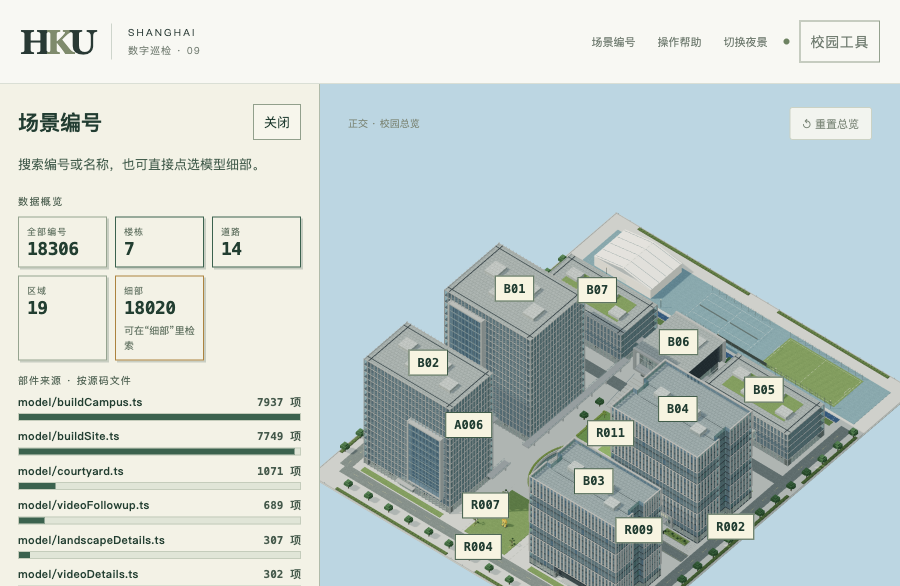 HKU
SHANGHAI
数字巡检 · 09
场景编号
操作帮助
切换夜景
校园工具
场景编号
关闭
搜索编号或名称，也可直接点选模型细部。
数据概览
全部编号
18306
楼栋
7
道路
14
区域
19
细部
18020
可在“细部”里检
索
部件来源 · 按源码文件
model/buildCampus.ts 7937 项
model/buildSite.ts 7749 项
model/courtyard.ts 1071 项
model/videoFollowup.ts 689 项
model/landscapeDetails.ts 307 项
model/videoDetails.ts 302 项
正交 · 校园总览
重置总览
B01
B07
B06
B02
B05
B04
A006
R011
B03
R007
R009
R002
R004